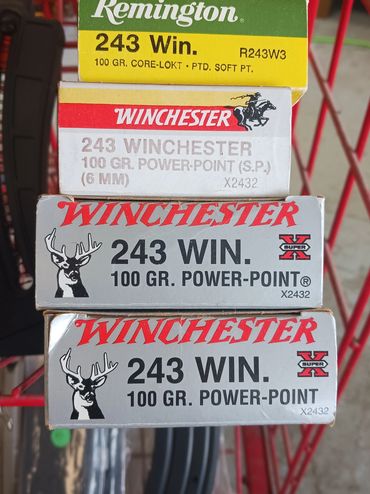 Remington®
243 Win. R243W3
100 GR. CORE-LOKT • PTD. SOFT PT.
WINCHESTER
243 WINCHESTER
100 GR. POWER-POINT (S.P.)
(6 MM) X2432
WINCHESTER
243 WIN.
SUPER X
100 GR. POWER-POINT®
X2432
WINCHESTER
243 WIN.
SUPER X
100 GR. POWER-POINT
X2432